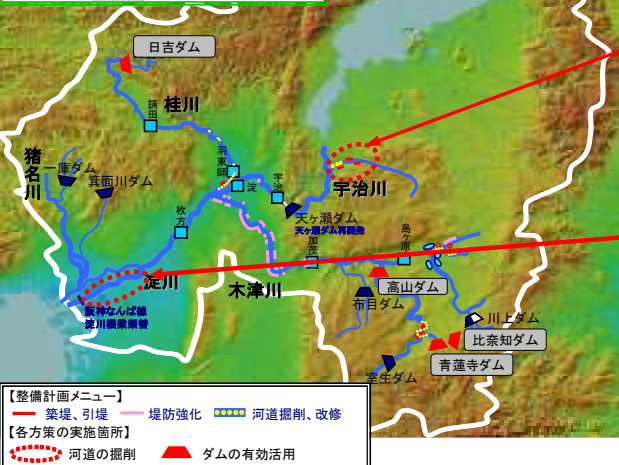 日吉ダム
請田
桂川
猪名川
一庫ダム
箕面川ダム
羽束師
淀
宇治
宇治川
天ヶ瀬ダム
天ヶ瀬ダム再開発
枚方
加茂
島ヶ原
淀川
阪神なんば線
淀川橋梁架替
木津川
高山ダム
布目ダム
川上ダム
比奈知ダム
青蓮寺ダム
室生ダム
【整備計画メニュー】
築堤、引堤 堤防強化 河道掘削、改修
【各方策の実施箇所】
河道の掘削 ダムの有効活用